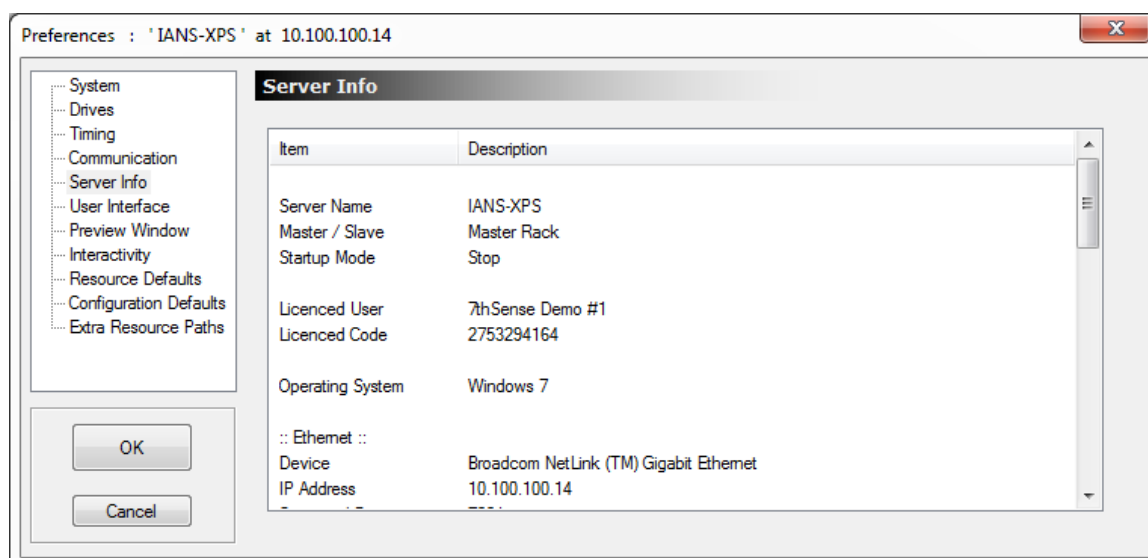 Preferences : 'IANS-XPS' at 10.100.100.14
System
Drives
Timing
Communication
Server Info
User Interface
Preview Window
Interactivity
Resource Defaults
Configuration Defaults
Extra Resource Paths
OK
Cancel
Server Info
Item Description
Server Name IANS-XPS
Master / Slave Master Rack
Startup Mode Stop
Licenced User 7thSense Demo #1
Licenced Code 2753294164
Operating System Windows 7
:: Ethernet ::
Device Broadcom NetLink (TM) Gigabit Ethernet
IP Address 10.100.100.14